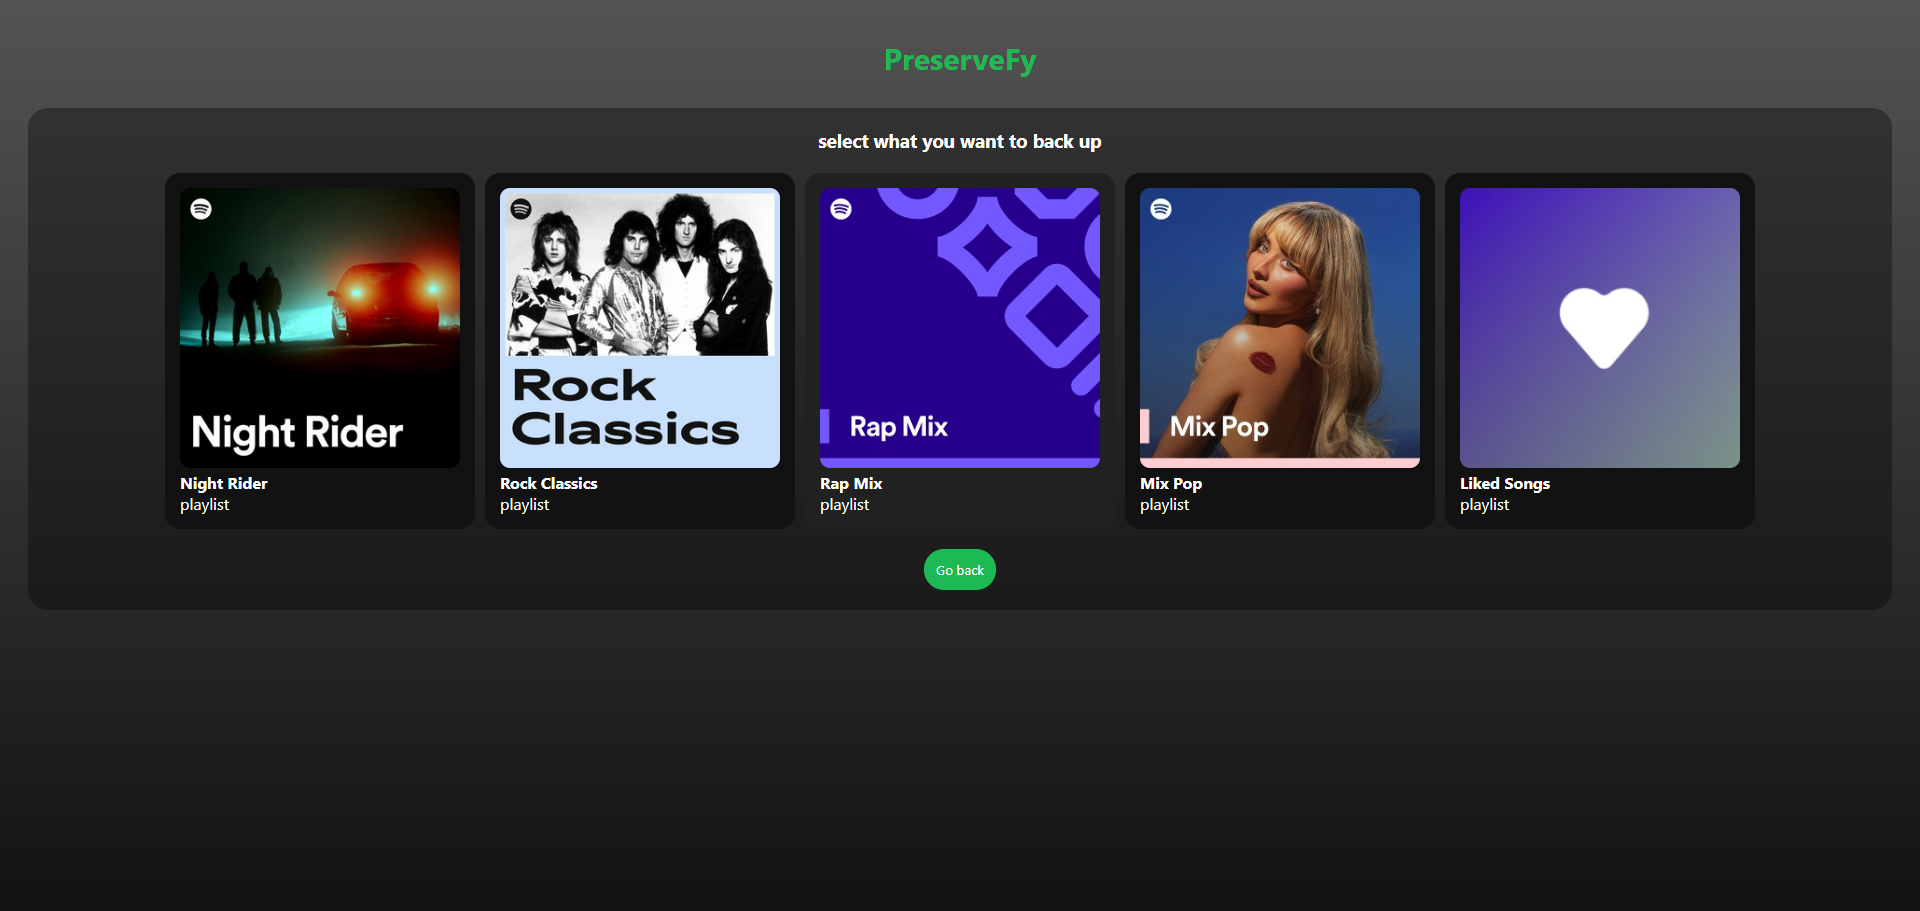 PreserveFy
select what you want to back up
Night Rider
Night Rider
playlist
Rock
Classics
Rock Classics
playlist
Rap Mix
Rap Mix
playlist
Mix Pop
Mix Pop
playlist
Liked Songs
playlist
Go back